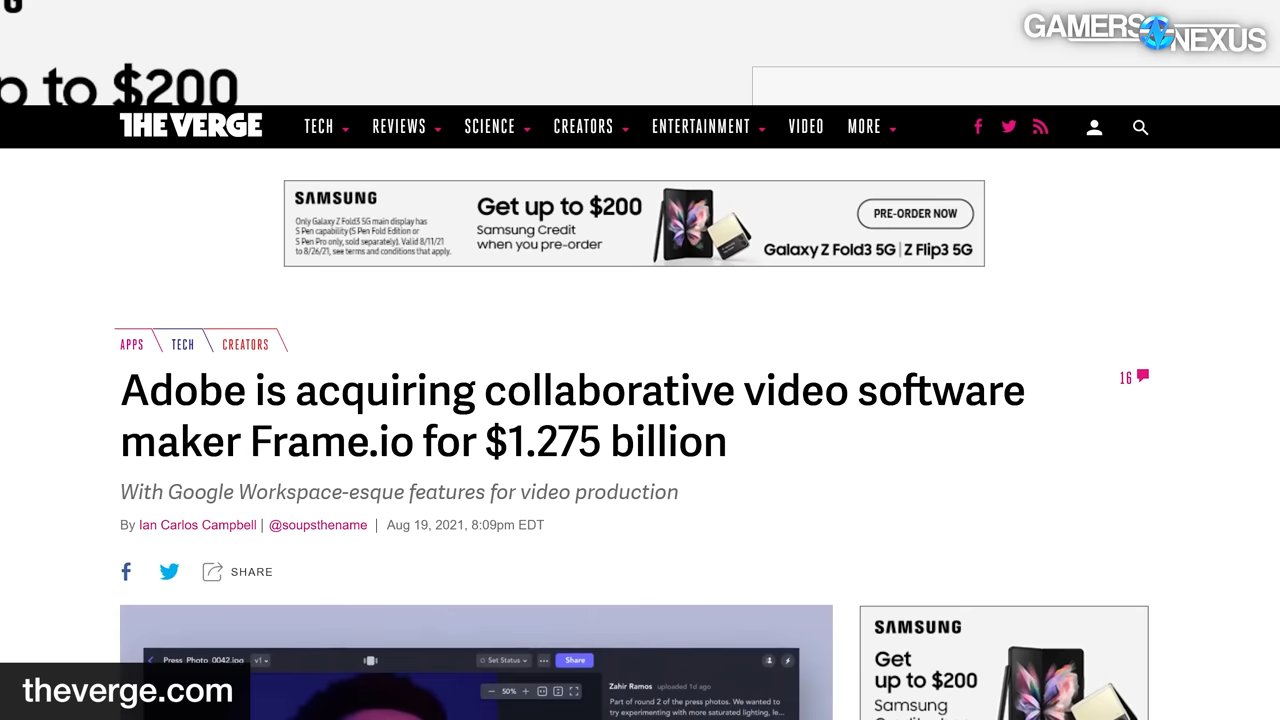 G
GAMERS NEXUS
p to $200
THE VERGE TECH REVIEWS SCIENCE CREATORS ENTERTAINMENT VIDEO MORE
SAMSUNG
Only Galaxy Z Fold3 5G main display has
S Pen capability (S Pen Fold Edition or
S Pen Pro only, sold separately). Valid 8/11/21
to 8/26/21, see terms and conditions that apply.
Get up to $200
Samsung Credit
when you pre-order
PRE-ORDER NOW
Galaxy Z Fold3 5G | Z Flip3 5G
APPS TECH CREATORS
Adobe is acquiring collaborative video software
maker Frame.io for $1.275 billion
16
With Google Workspace-esque features for video production
By Ian Carlos Campbell | @soupsthename | Aug 19, 2021, 8:09pm EDT
SHARE
Press_Photo_0042.jpg v1 Set Status Share
50%
Zahir Ramos uploaded 1d ago
Part of round 2 of the press photos. We wanted to
try experimenting with more saturated lighting, le...
SAMSUNG
Get
up to $200
Samsung
theverge.com